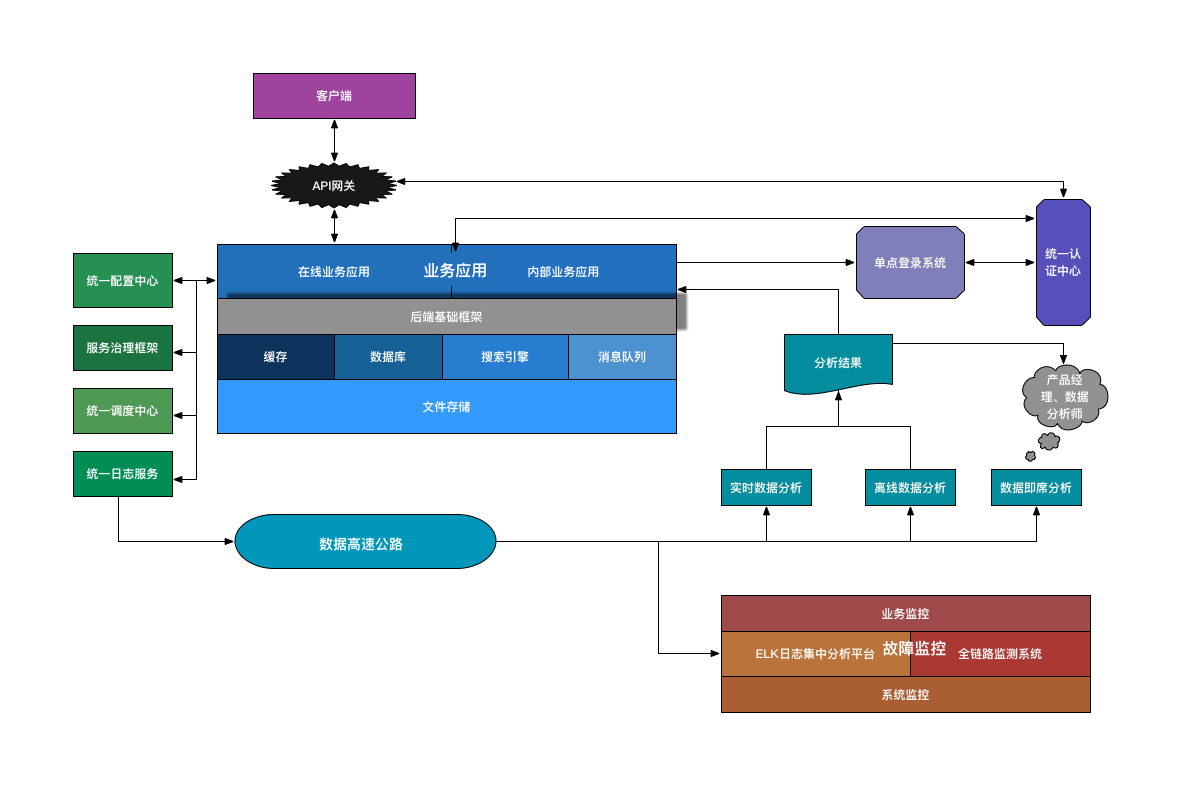 客户端
API网关
在线业务应用
业务应用
内部业务应用
单点登录系统
统一认
证中心
统一配置中心
后端基础框架
服务治理框架
缓存
数据库
搜索引擎
消息队列
分析结果
产品经
理、数据
分析师
统一调度中心
文件存储
统一日志服务
实时数据分析
离线数据分析
数据即席分析
数据高速公路
业务监控
ELK日志集中分析平台
故障监控
全链路监测系统
系统监控